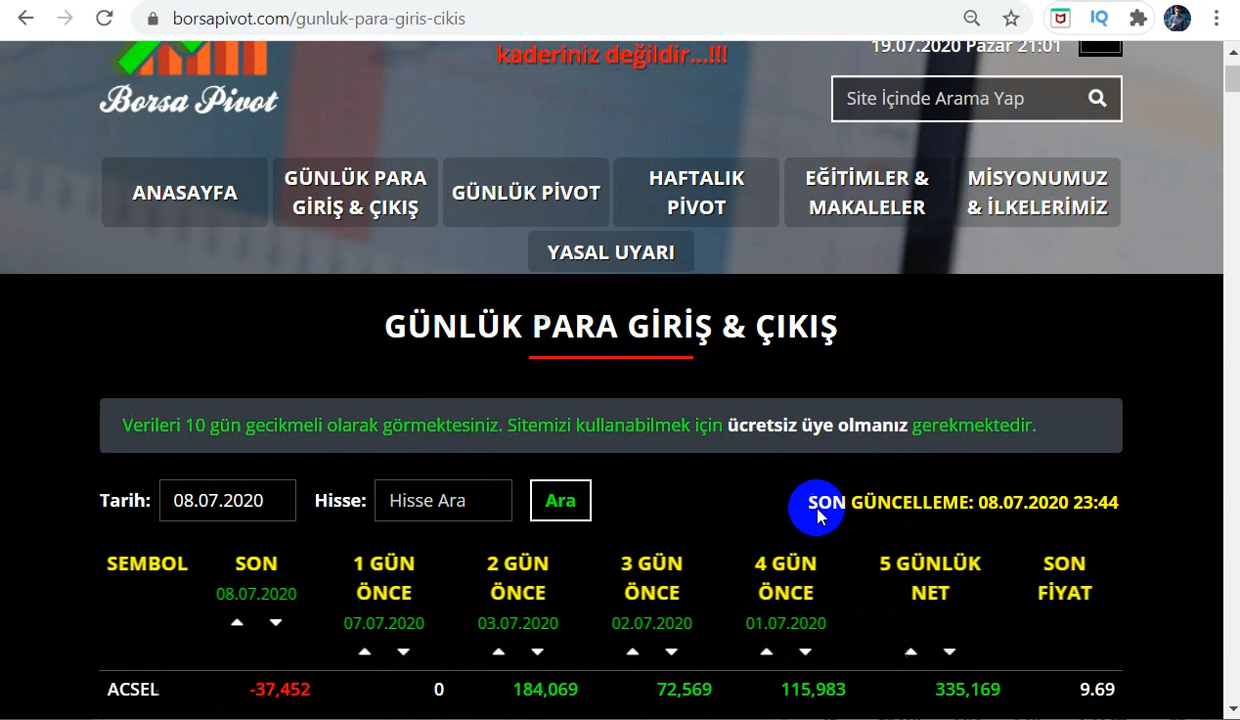 borsapivot.com/gunluk-para-giris-cikis
IQ
kaderiniz değildir...!!!
19.07.2020 Pazar 21:01
Borsa Pivot
Site İçinde Arama Yap
ANASAYFA
GÜNLÜK PARA
GİRİŞ & ÇIKIŞ
GÜNLÜK PİVOT
HAFTALIK
PİVOT
EĞİTİMLER &
MAKALELER
MİSYONUMUZ
& İLKELERİMİZ
YASAL UYARI
GÜNLÜK PARA GİRİŞ & ÇIKIŞ
Verileri 10 gün gecikmeli olarak görmektesiniz. Sitemizi kullanabilmek için ücretsiz üye olmanız gerekmektedir.
Tarih: 08.07.2020 Hisse: Hisse Ara Ara SON GÜNCELLEME: 08.07.2020 23:44
SEMBOL
SON
08.07.2020
1 GÜN
ÖNCE
07.07.2020
2 GÜN
ÖNCE
03.07.2020
3 GÜN
ÖNCE
02.07.2020
4 GÜN
ÖNCE
01.07.2020
5 GÜNLÜK
NET
SON
FİYAT
ACSEL -37,452 0 184,069 72,569 115,983 335,169 9.69